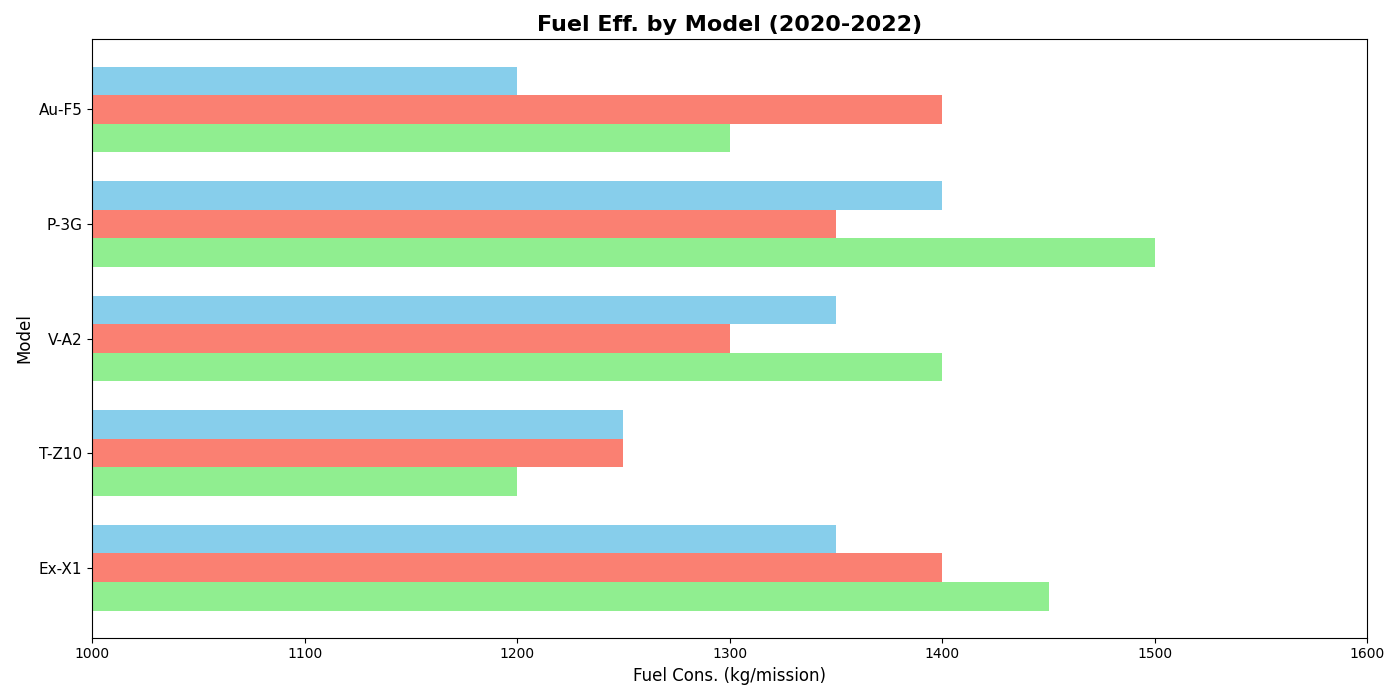 Fuel Eff. by Model (2020-2022)
Au-F5
P-3G
V-A2
T-Z10
Ex-X1
Model
1000 1100 1200 1300 1400 1500 1600
Fuel Cons. (kg/mission)